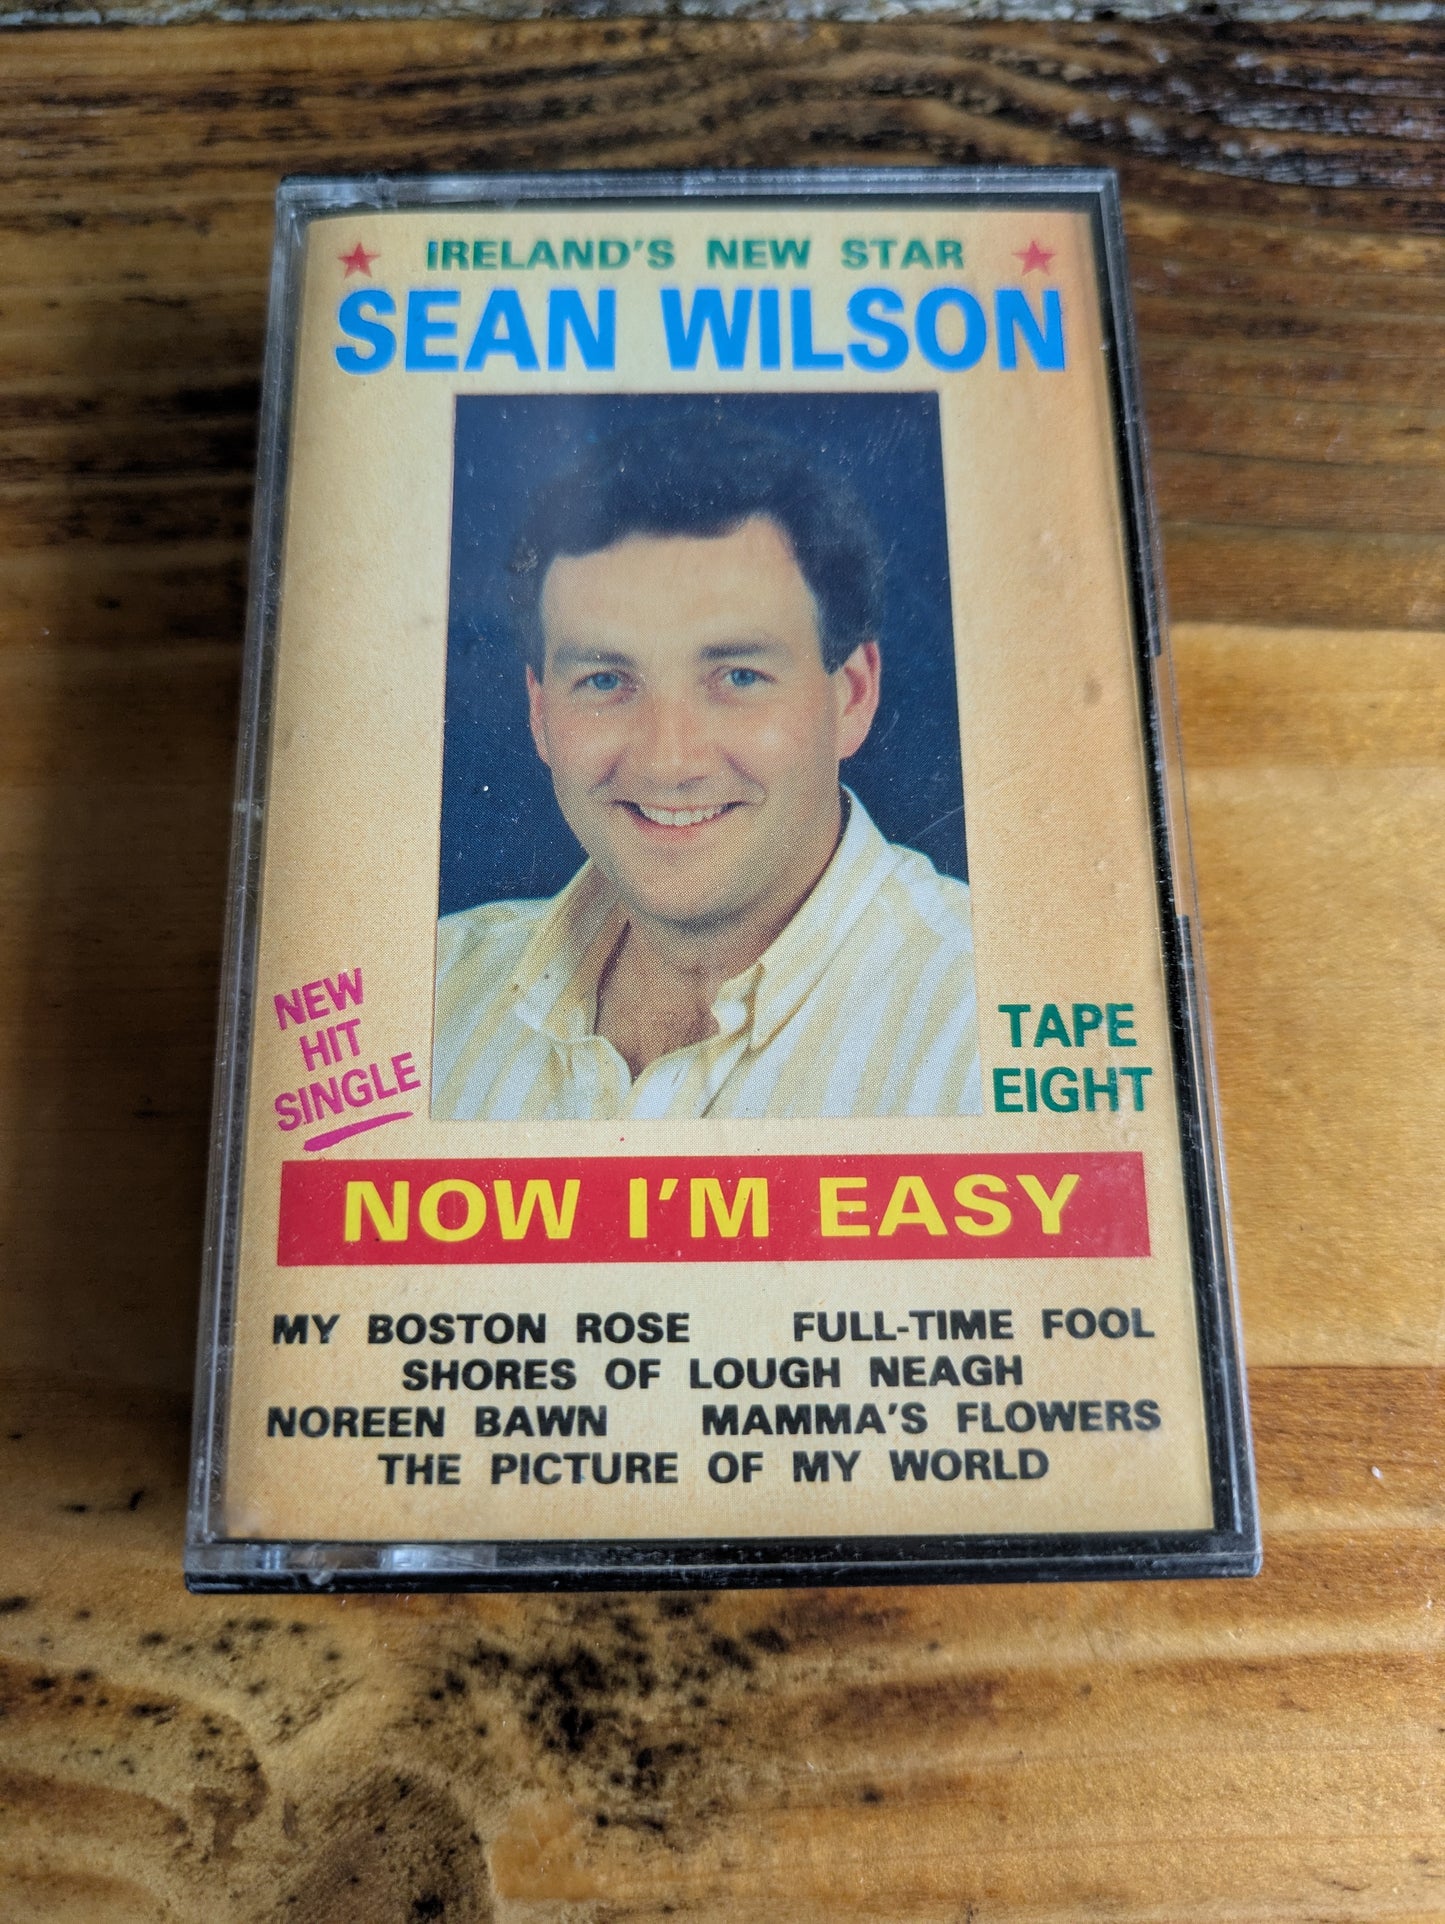 IRELAND'S NEW STAR
SEAN WILSON
NEW
HIT
SINGLE
TAPE
EIGHT
NOW I'M EASY
MY BOSTON ROSE FULL-TIME FOOL
SHORES OF LOUGH NEAGH
NOREEN BAWN MAMMA'S FLOWERS
THE PICTURE OF MY WORLD